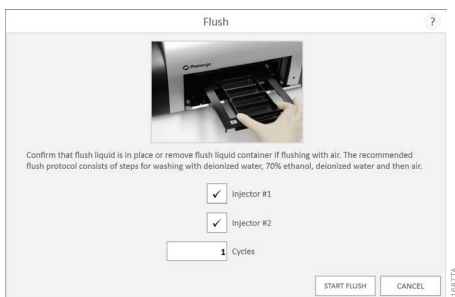 Flush
?
Promega
Confirm that flush liquid is in place or remove flush liquid container if flushing with air. The recommended
flush protocol consists of steps for washing with deionized water, 70% ethanol, deionized water and then air.
Injector #1
Injector #2
1 Cycles
START FLUSH CANCEL
16877TA